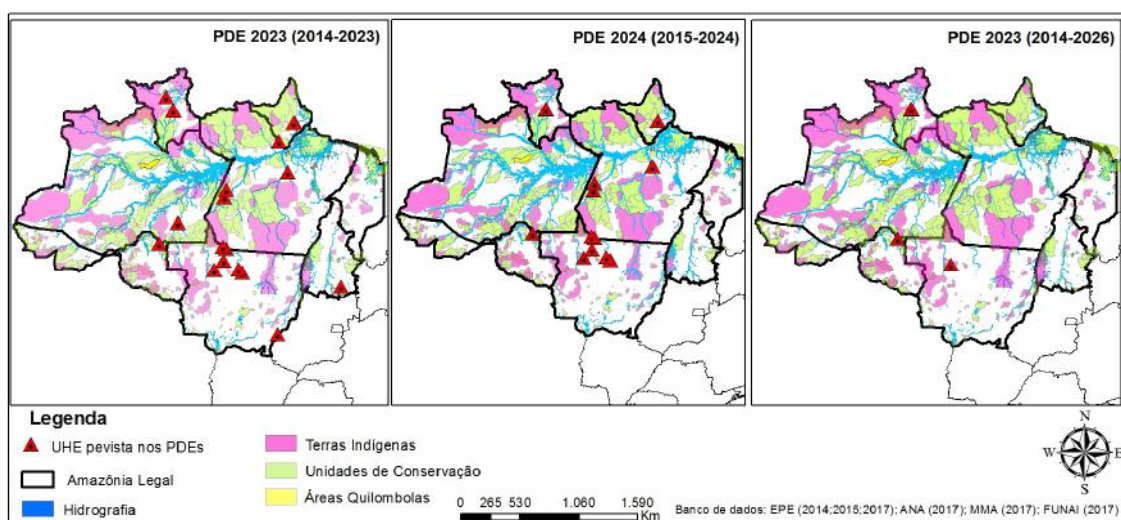 PDE 2023 (2014-2023)
PDE 2024 (2015-2024)
PDE 2023 (2014-2026)
Legenda
UHE pevista nos PDEs
Amazônia Legal
Hidrografia
Terras Indígenas
Unidades de Conservação
Áreas Quilombolas
0 265 530 1.060 1.590
Km
N
W E
S
Banco de dados: EPE (2014;2015;2017); ANA (2017); MMA (2017); FUNAI (2017)